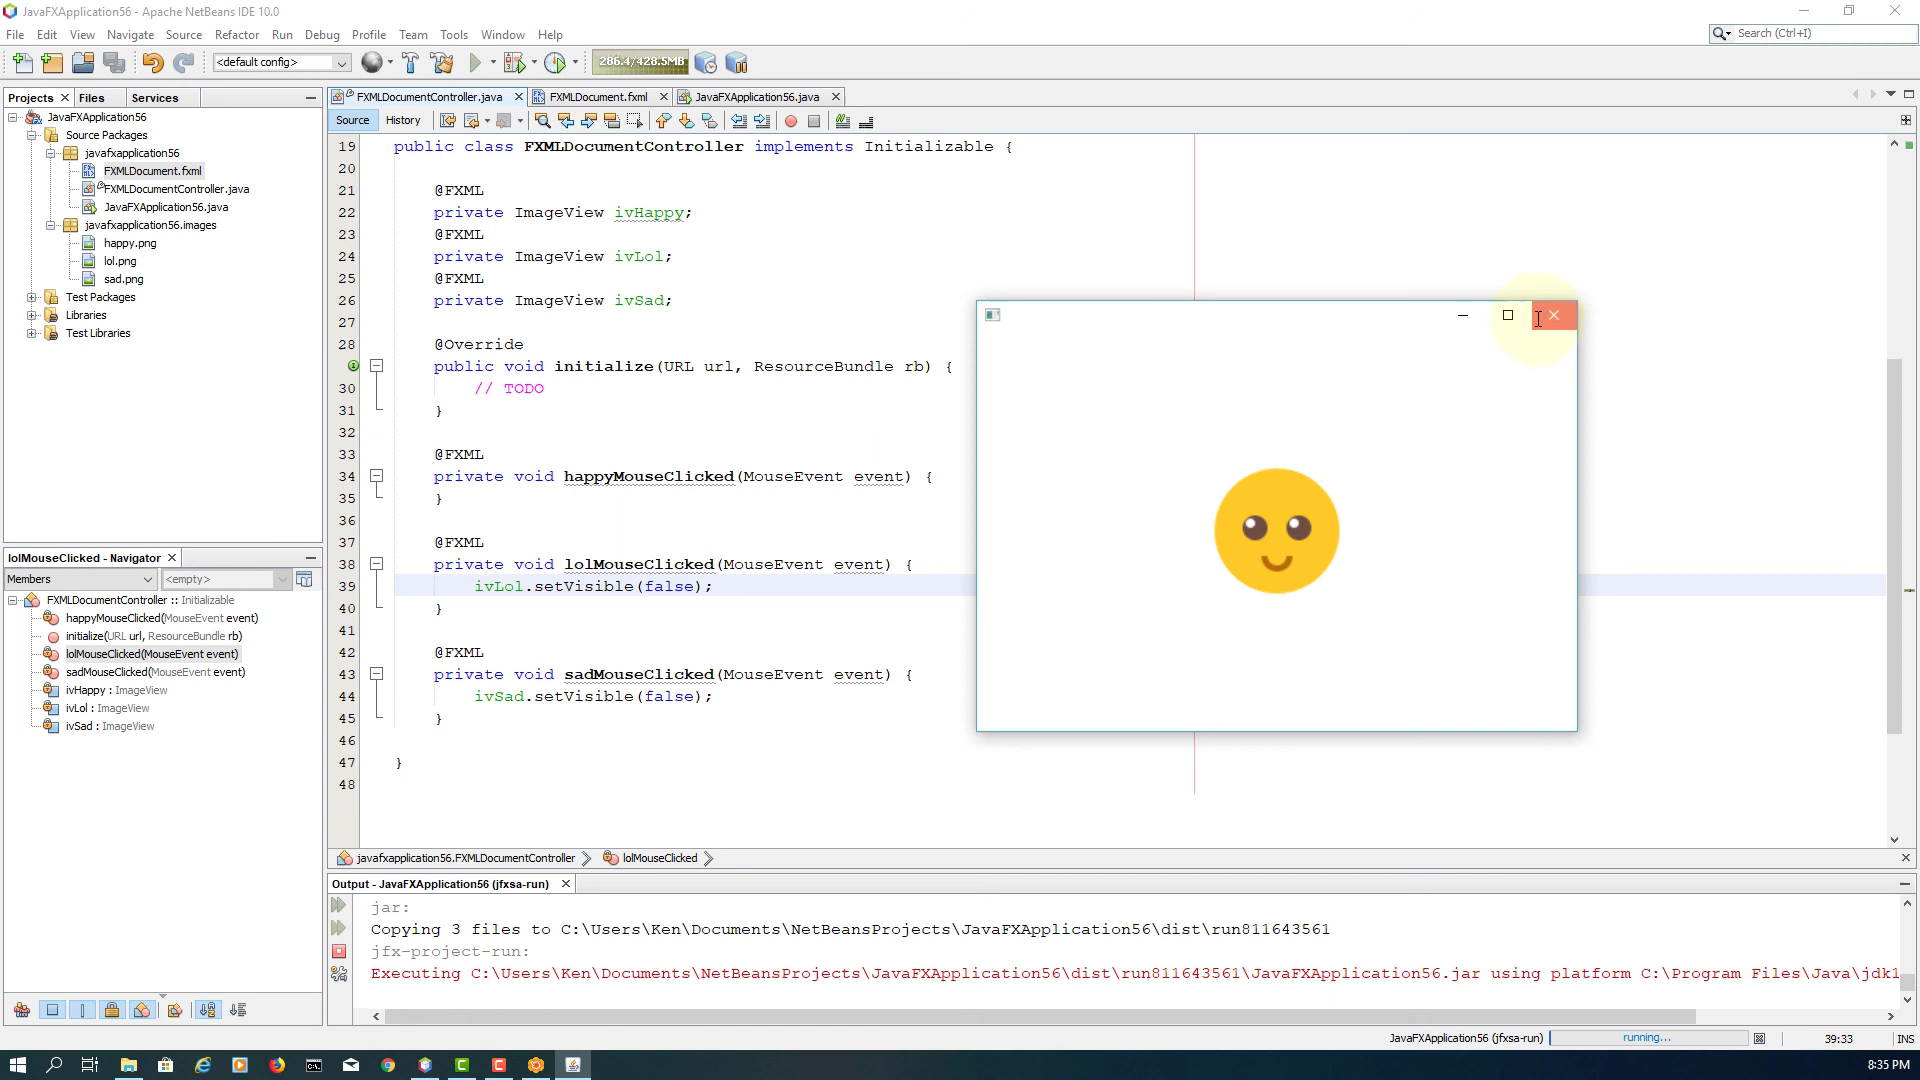 JavaFXApplication56 - Apache NetBeans IDE 10.0
File Edit View Navigate Source Refactor Run Debug Profile Team Tools Window Help
Search (Ctrl+I)
<default config>
286.4/428.5MB
Projects Files Services
FXMLDocumentController.java FXMLDocument.fxml JavaFXApplication56.java
Source History
JavaFXApplication56
Source Packages
javafxapplication56
FXMLDocument.fxml
FXMLDocumentController.java
JavaFXApplication56.java
javafxapplication56.images
happy.png
lol.png
sad.png
Test Packages
Libraries
Test Libraries
19 public class FXMLDocumentController implements Initializable {
20
21 @FXML
22 private ImageView ivHappy;
23 @FXML
24 private ImageView ivLol;
25 @FXML
26 private ImageView ivSad;
27
28 @Override
public void initialize(URL url, ResourceBundle rb) {
30 // TODO
31 }
32
33 @FXML
34 private void happyMouseClicked(MouseEvent event) {
35 }
36
37 @FXML
38 private void lolMouseClicked(MouseEvent event) {
39 ivLol.setVisible(false);
40 }
41
42 @FXML
43 private void sadMouseClicked(MouseEvent event) {
44 ivSad.setVisible(false);
45 }
46
47 }
48
lolMouseClicked - Navigator
Members <empty>
FXMLDocumentController :: Initializable
happyMouseClicked(MouseEvent event)
initialize(URL url, ResourceBundle rb)
lolMouseClicked(MouseEvent event)
sadMouseClicked(MouseEvent event)
ivHappy : ImageView
ivLol : ImageView
ivSad : ImageView
javafxapplication56.FXMLDocumentController lolMouseClicked
Output - JavaFXApplication56 (jfxsa-run)
jar:
Copying 3 files to C:\Users\Ken\Documents\NetBeansProjects\JavaFXApplication56\dist\run811643561
jfx-project-run:
Executing C:\Users\Ken\Documents\NetBeansProjects\JavaFXApplication56\dist\run811643561\JavaFXApplication56.jar using platform C:\Program Files\Java\jdk1
JavaFXApplication56 (jfxsa-run) running... 39:33 INS
8:35 PM